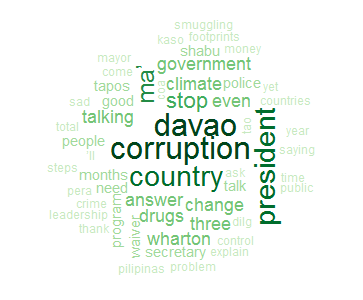 smuggling
kaso footprints
mayor shabu money
come government
tapos ma' coa climate police yet
sad good stop even countries
total talking davao tao year
people corruption president saying
'll country
steps months answer talk ask time
pera need drugs change public
crime programs three dilg
leadership waiver wharton control
thank secretary explain
pilipinas problem